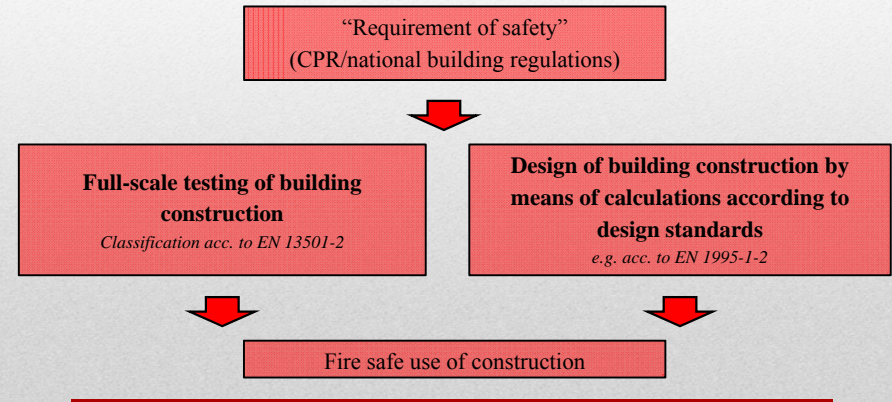 “Requirement of safety”
(CPR/national building regulations)
Full-scale testing of building
construction
Classification acc. to EN 13501-2
Design of building construction by
means of calculations according to
design standards
e.g. acc. to EN 1995-1-2
Fire safe use of construction